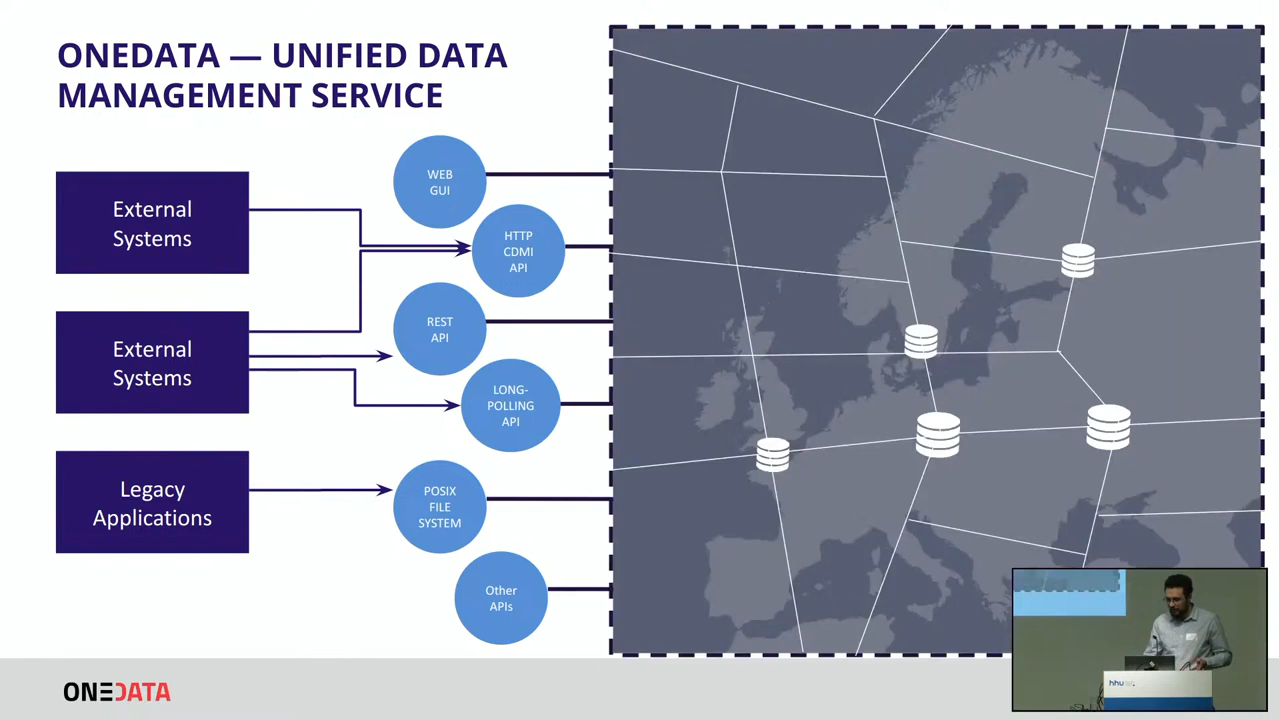 ONEDATA — UNIFIED DATA
MANAGEMENT SERVICE
External
Systems
External
Systems
Legacy
Applications
WEB
GUI
HTTP
CDMI
API
REST
API
LONG-
POLLING
API
POSIX
FILE
SYSTEM
Other
APIs
ONEDATA
hhu